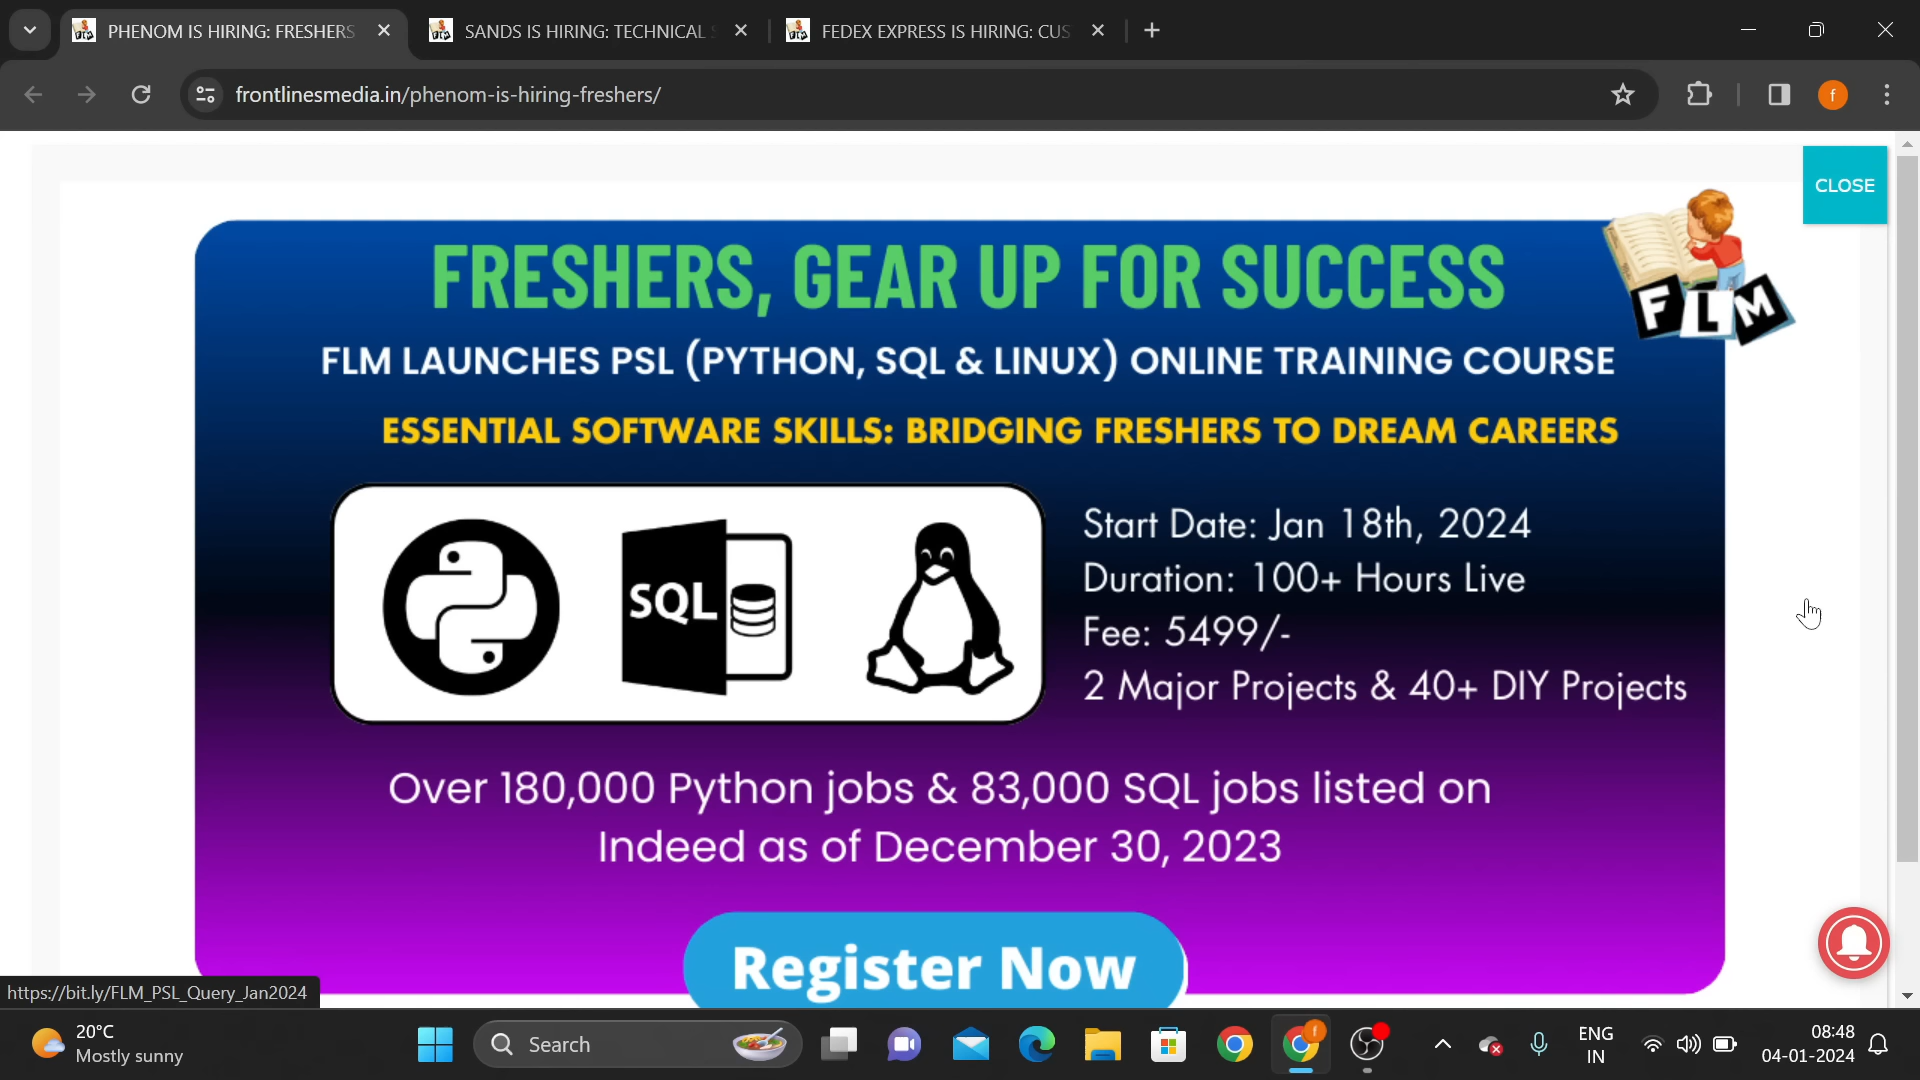 PHENOM IS HIRING: FRESHERS
SANDS IS HIRING: TECHNICAL S
FEDEX EXPRESS IS HIRING: CUS
frontlinesmedia.in/phenom-is-hiring-freshers/
f
CLOSE
FRESHERS, GEAR UP FOR SUCCESS
FLM
FLM LAUNCHES PSL (PYTHON, SQL & LINUX) ONLINE TRAINING COURSE
ESSENTIAL SOFTWARE SKILLS: BRIDGING FRESHERS TO DREAM CAREERS
SQL
Start Date: Jan 18th, 2024
Duration: 100+ Hours Live
Fee: 5499/-
2 Major Projects & 40+ DIY Projects
Over 180,000 Python jobs & 83,000 SQL jobs listed on
Indeed as of December 30, 2023
Register Now
https://bit.ly/FLM_PSL_Query_Jan2024
20°C
Mostly sunny
Search
f
ENG
IN
08:48
04-01-2024